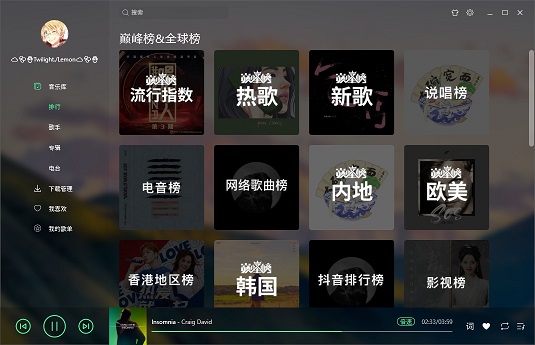 搜索
Twilight./Lemon
巅峰榜&全球榜
音乐库
排行
歌手
专辑
电台
下载管理
我喜欢
我的歌单
巅峰榜
流行指数
第3期
巅峰榜
热歌
巅峰榜
新歌
说唱榜
电音榜
网络歌曲榜
巅峰榜
内地
巅峰榜
欧美
香港地区榜
巅峰榜
韩国
抖音排行榜
影视榜
Insomnia - Craig David
倍速
02:33/03:59
词